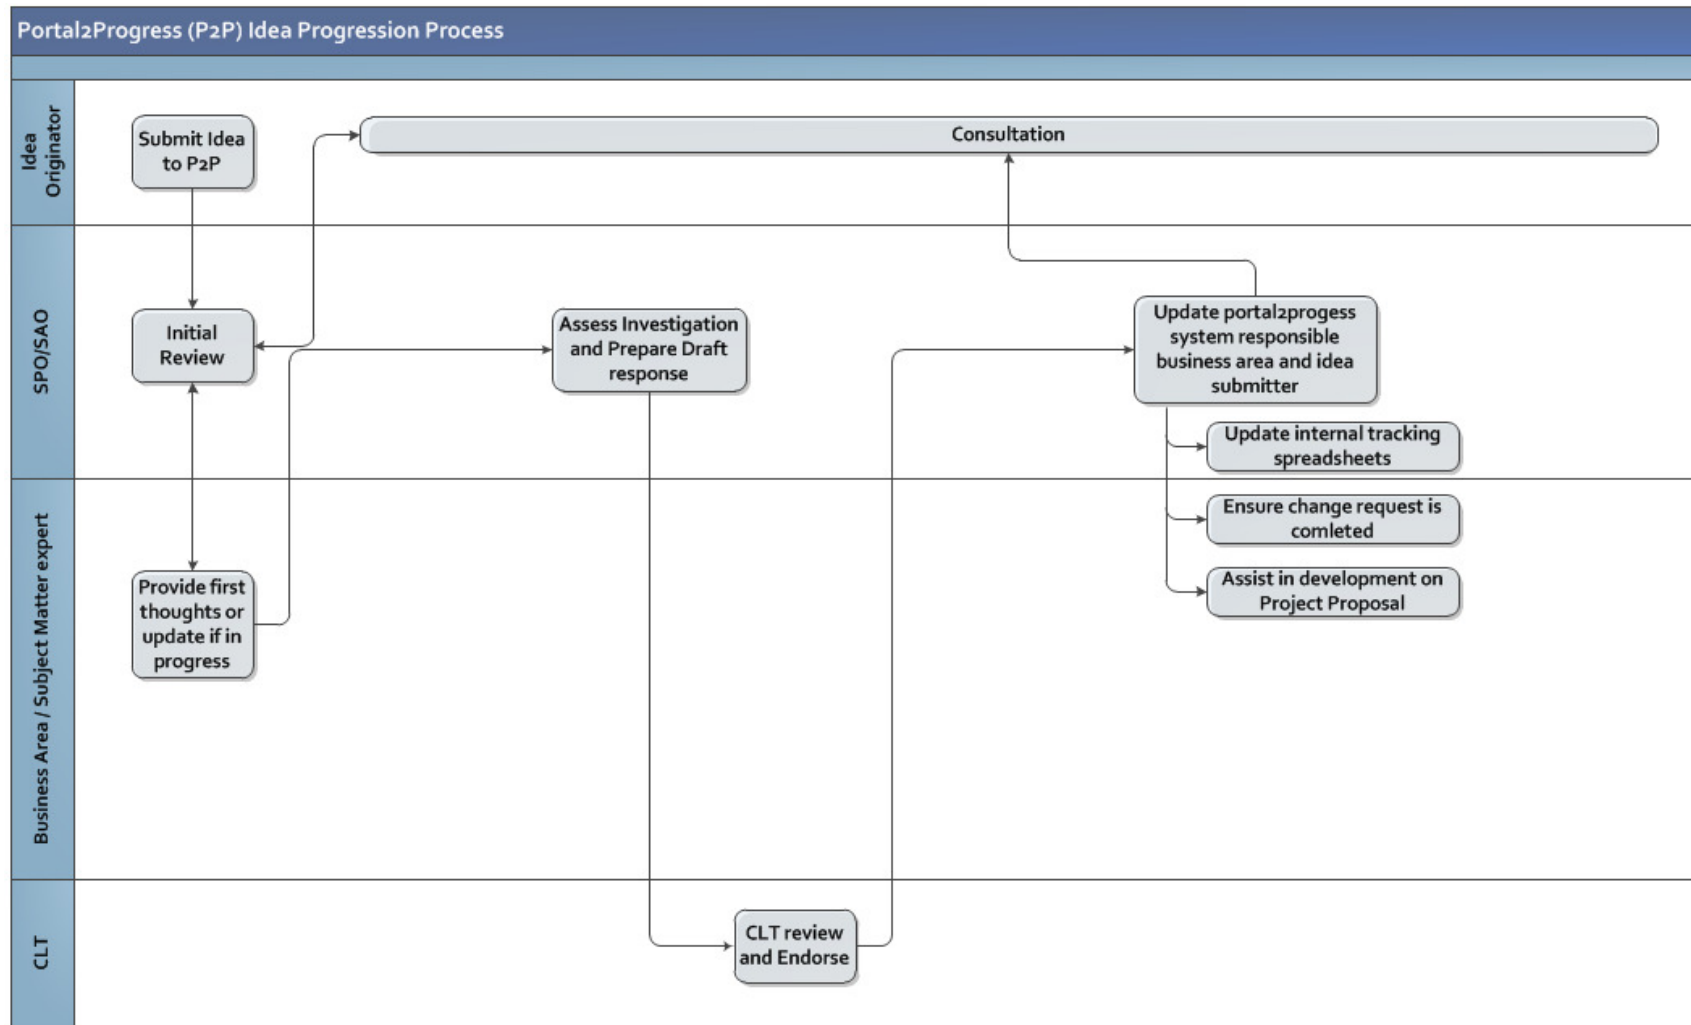 Portal2Progress (P2P) Idea Progression Process
Idea
Originator
Submit Idea
to P2P
Consultation
SPO/SAO
Initial
Review
Assess Investigation
and Prepare Draft
response
Update portal2progess
system responsible
business area and idea
submitter
Update internal tracking
spreadsheets
Business Area / Subject Matter expert
Ensure change request is
comleted
Provide first
thoughts or
update if in
progress
Assist in development on
Project Proposal
CLT
CLT review
and Endorse